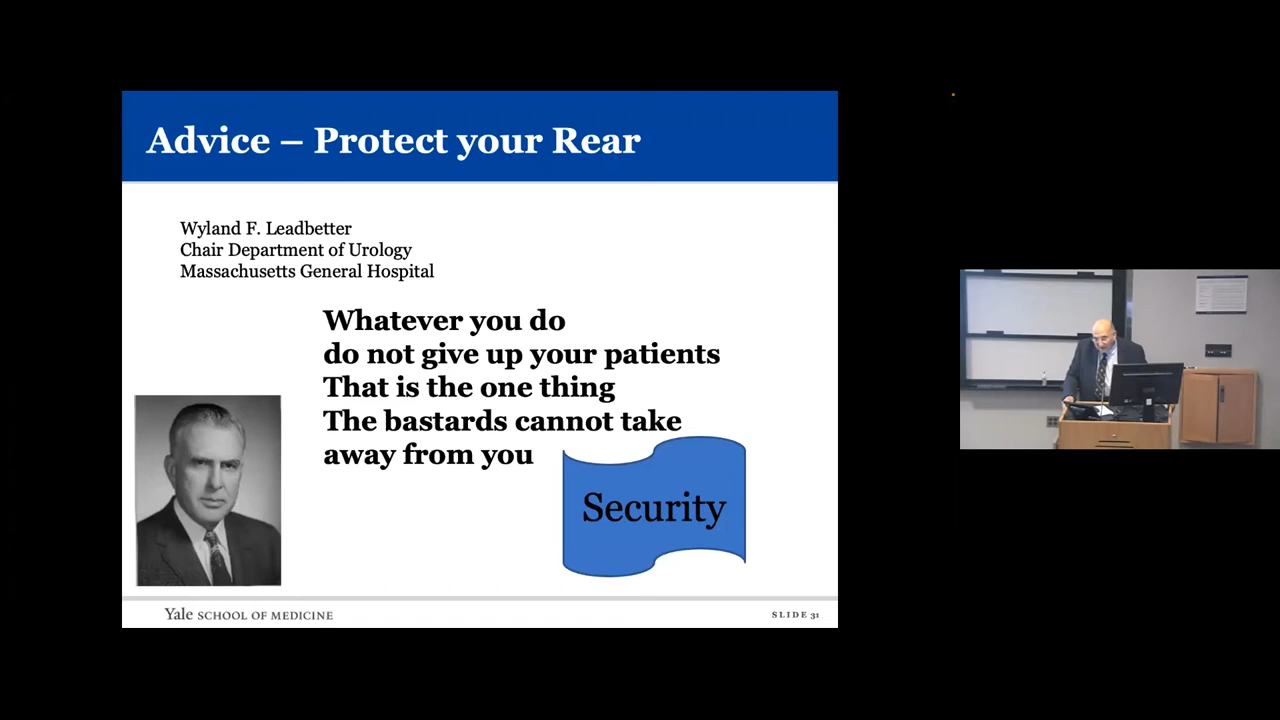 Advice – Protect your Rear
Wyland F. Leadbetter
Chair Department of Urology
Massachusetts General Hospital
Whatever you do
do not give up your patients
That is the one thing
The bastards cannot take
away from you
Security
Yale SCHOOL OF MEDICINE
SLIDE 31